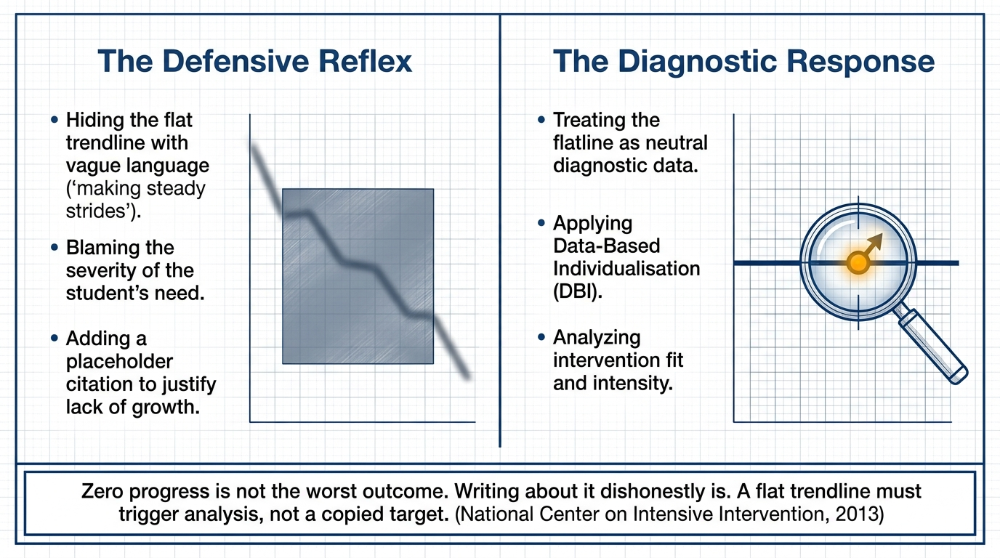 The Defensive Reflex
• Hiding the flat
trendline with
vague language
(‘making steady
strides’).
• Blaming the
severity of the
student’s need.
• Adding a
placeholder
citation to justify
lack of growth.
The Diagnostic Response
• Treating the
flatline as neutral
diagnostic data.
• Applying
Data-Based
Individualisation
(DBI).
• Analyzing
intervention fit
and intensity.
Zero progress is not the worst outcome. Writing about it dishonestly is. A flat trendline must
trigger analysis, not a copied target. (National Center on Intensive Intervention, 2013)